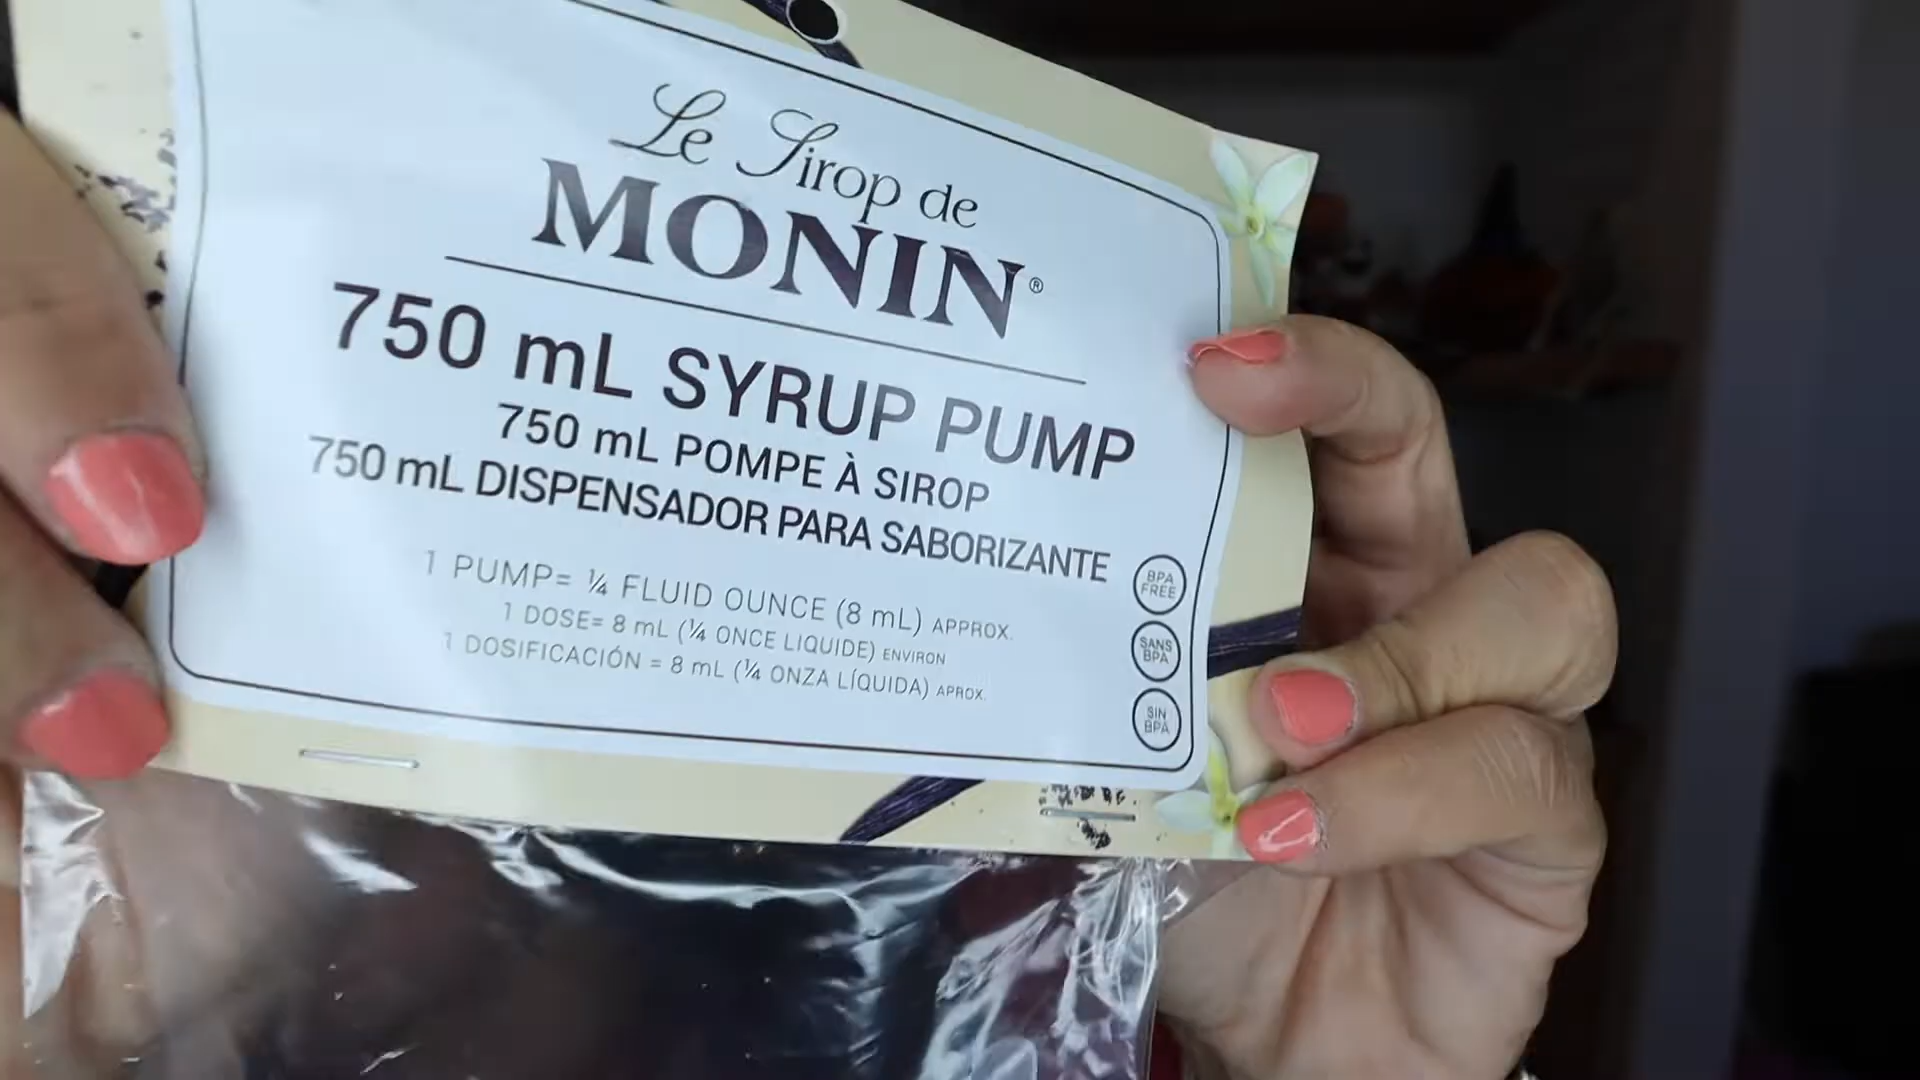 Le Sirop de
MONIN®
750 mL SYRUP PUMP
750 mL POMPE À SIROP
750 mL DISPENSADOR PARA SABORIZANTE
1 PUMP= ¼ FLUID OUNCE (8 mL) APPROX.
1 DOSE= 8 mL (¼ ONCE LIQUIDE) ENVIRON
1 DOSIFICACIÓN = 8 mL (¼ ONZA LÍQUIDA) APROX.
BPA
FREE
SANS
BPA
SIN
BPA